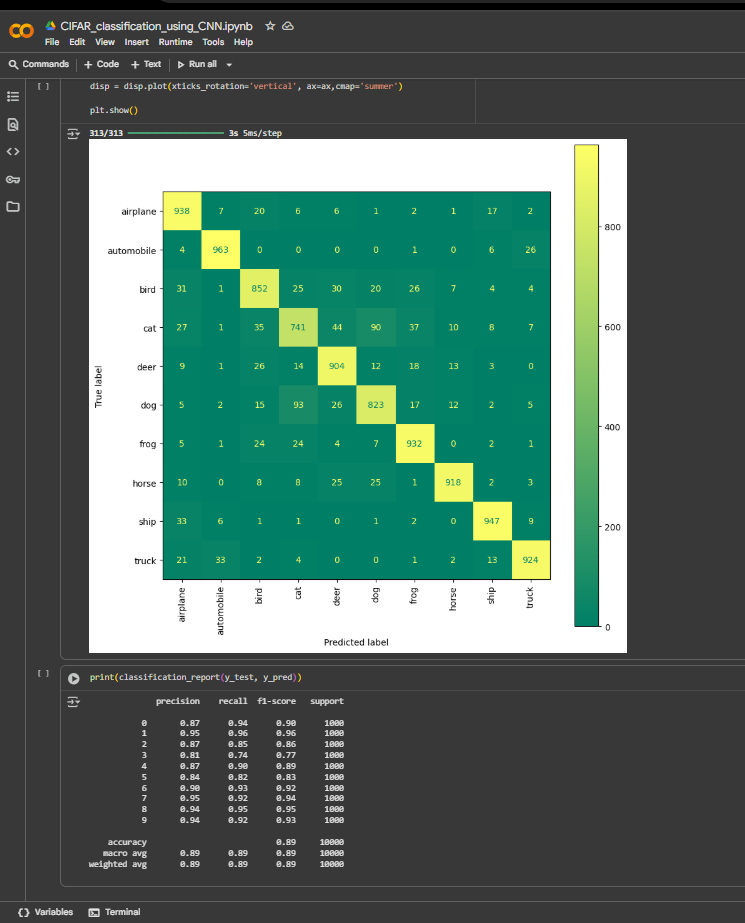 CIFAR_classification_using_CNN.ipynb
File Edit View Insert Runtime Tools Help
Commands + Code + Text Run all
[ ]
disp = disp.plot(xticks_rotation='vertical', ax=ax,cmap='summer')
plt.show()
313/313 3s 5ms/step
airplane 938 7 20 6 6 1 2 1 17 2
automobile 4 963 0 0 0 0 1 0 6 26
bird 31 1 852 25 30 20 26 7 4 4
cat 27 1 35 741 44 90 37 10 8 7
deer 9 1 26 14 904 12 18 13 3 0
dog 5 2 15 93 26 823 17 12 2 5
frog 5 1 24 24 4 7 932 0 2 1
horse 10 0 8 8 25 25 1 918 2 3
ship 33 6 1 1 0 1 2 0 947 9
truck 21 33 2 4 0 0 1 2 13 924
True label
airplane automobile bird cat deer dog frog horse ship truck
Predicted label
800
600
400
200
0
[ ]
print(classification_report(y_test, y_pred))
precision recall f1-score support
0 0.87 0.94 0.90 1000
1 0.95 0.96 0.96 1000
2 0.87 0.85 0.86 1000
3 0.81 0.74 0.77 1000
4 0.87 0.90 0.89 1000
5 0.84 0.82 0.83 1000
6 0.90 0.93 0.92 1000
7 0.95 0.92 0.94 1000
8 0.94 0.95 0.95 1000
9 0.94 0.92 0.93 1000
accuracy 0.89 10000
macro avg 0.89 0.89 0.89 10000
weighted avg 0.89 0.89 0.89 10000
Variables Terminal